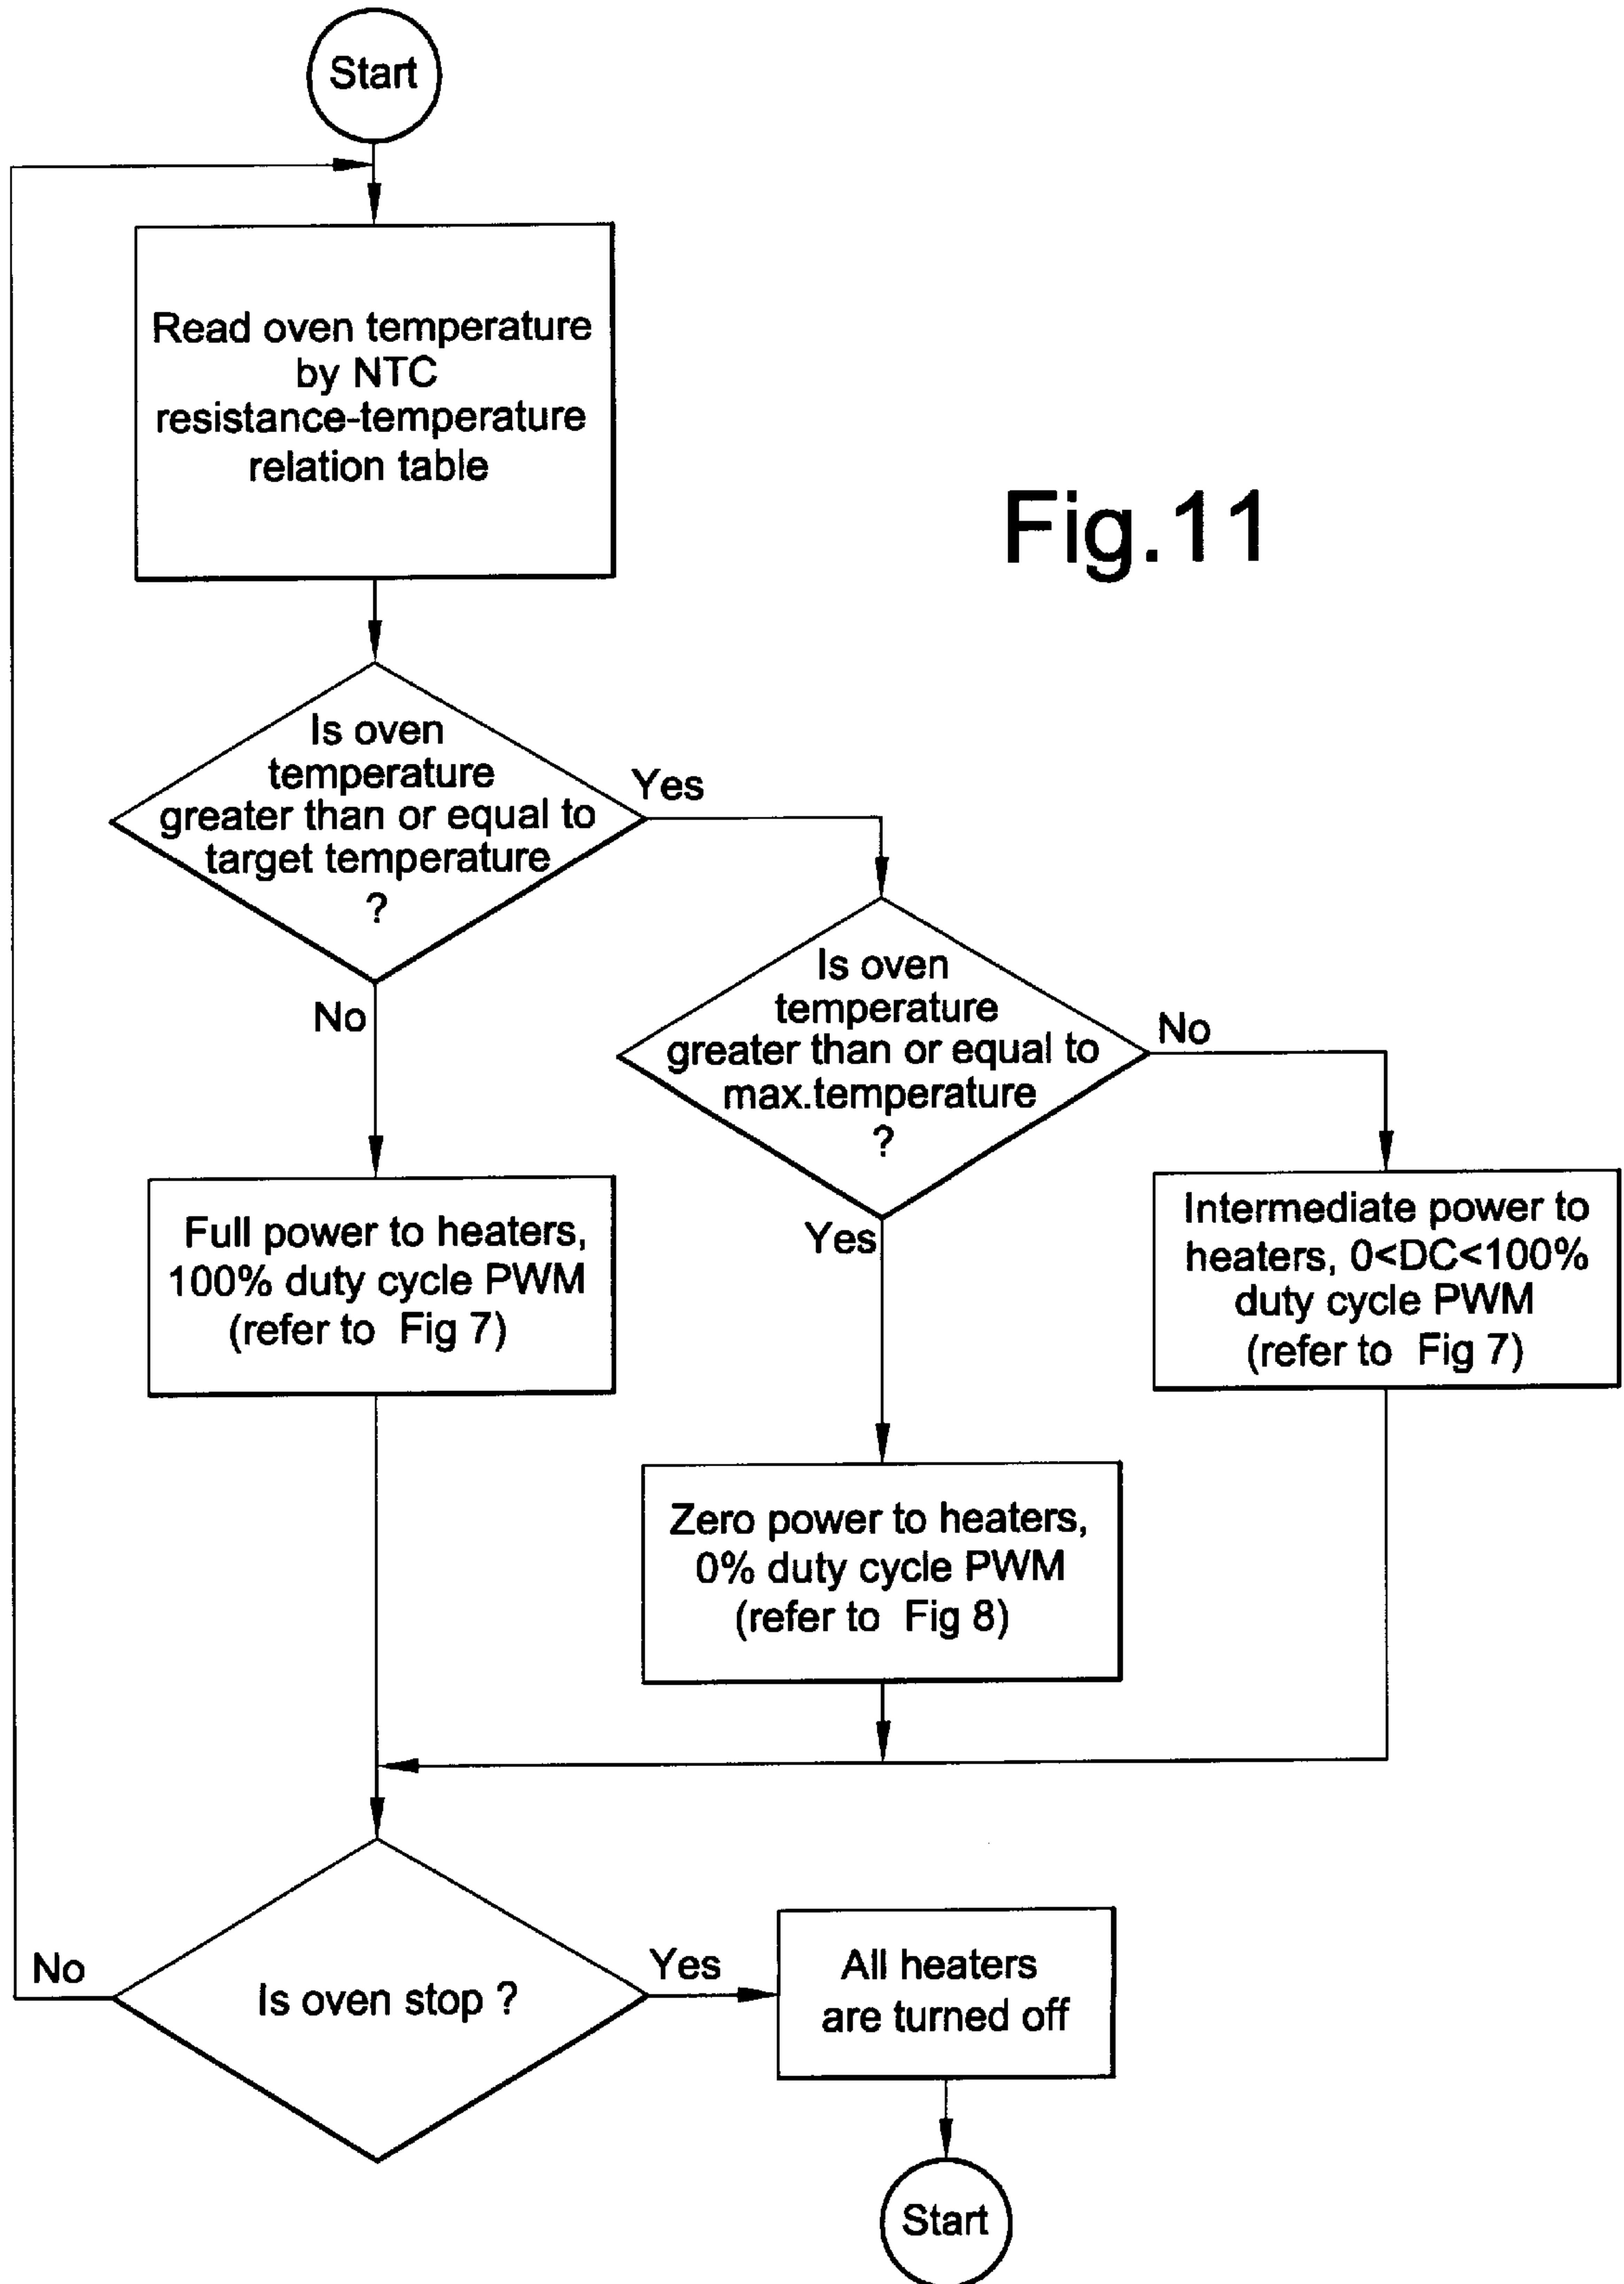 Start
Read oven temperature
by NTC
resistance-temperature
relation table
Fig.11
Is oven
temperature
greater than or equal to
target temperature
?
Yes
No
Is oven
temperature
greater than or equal to
max.temperature
?
No
Yes
Full power to heaters,
100% duty cycle PWM
(refer to Fig 7)
Intermediate power to
heaters, 0<DC<100%
duty cycle PWM
(refer to Fig 7)
Zero power to heaters,
0% duty cycle PWM
(refer to Fig 8)
No
Is oven stop ?
Yes
All heaters
are turned off
Start